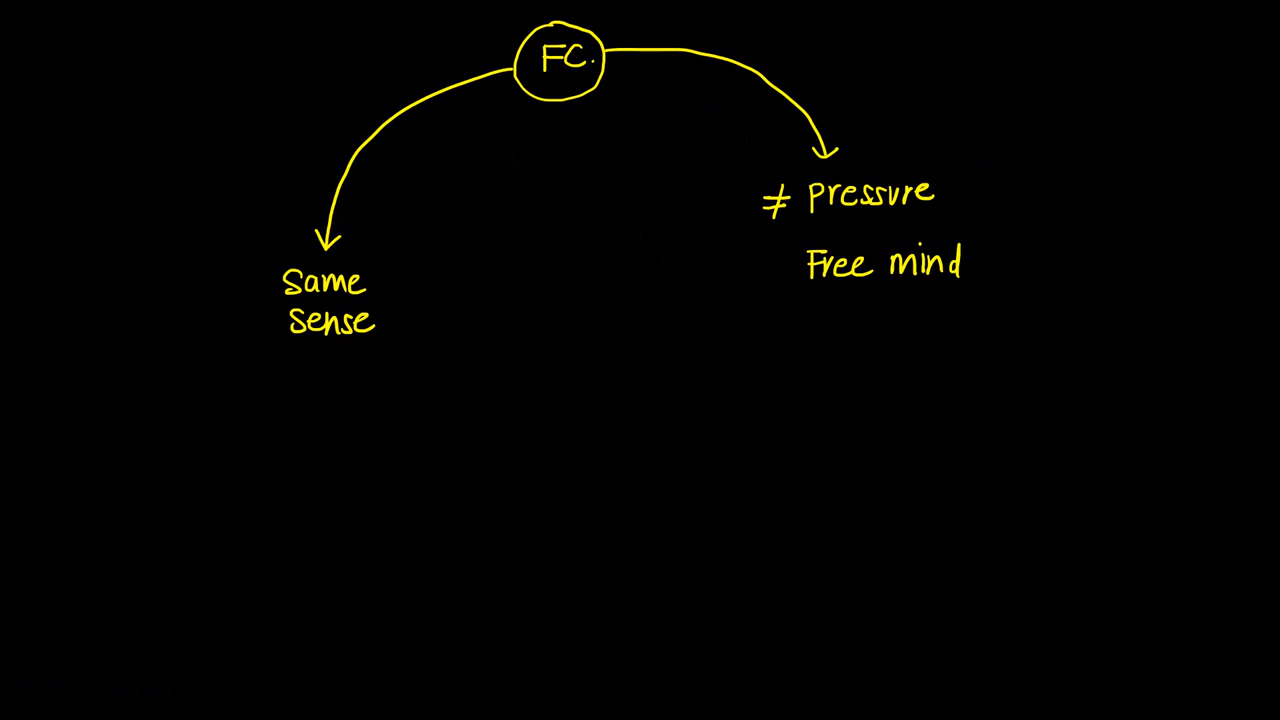 FC.
≠ pressure
Free mind
Same
sense